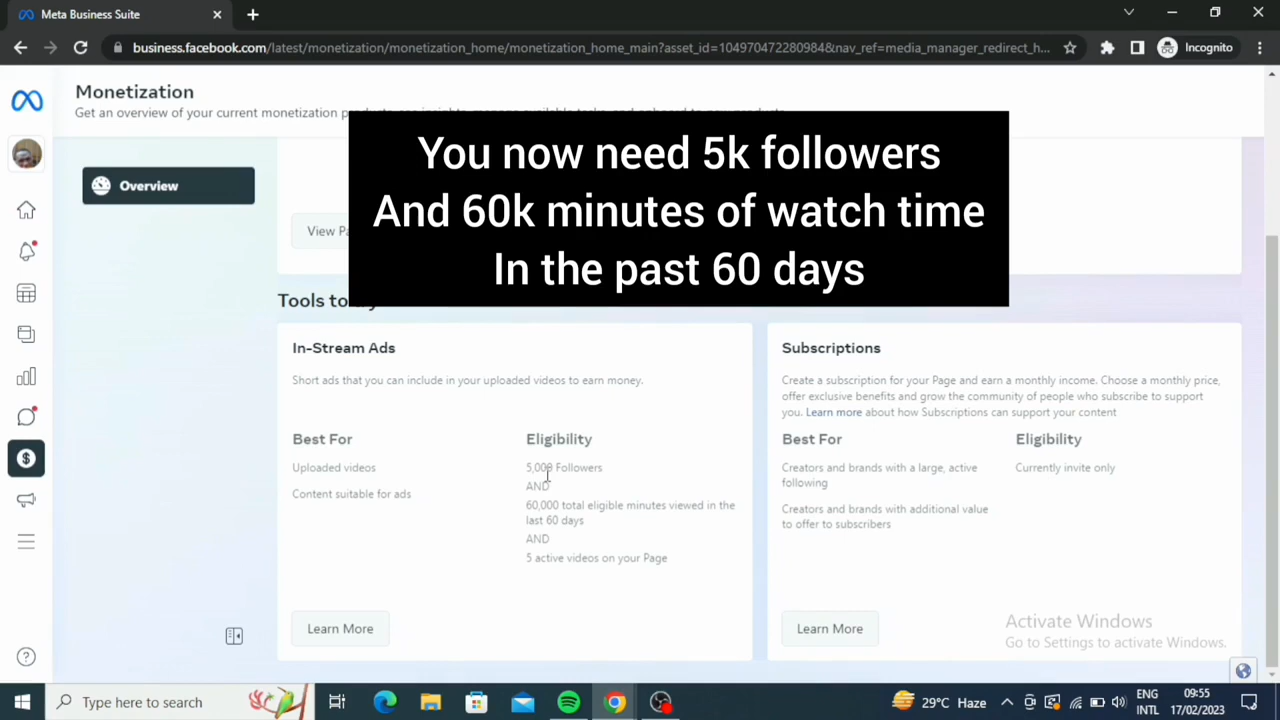 Meta Business Suite
business.facebook.com/latest/monetization/monetization_home/monetization_home_main?asset_id=104970472280984&nav_ref=media_manager_redirect_h...
Incognito
Monetization
Get an overview of your current monetization
You now need 5k followers
And 60k minutes of watch time
In the past 60 days
Overview
View
Tools to
In-Stream Ads
Short ads that you can include in your uploaded videos to earn money.
Best For
Uploaded videos
Content suitable for ads
Eligibility
5,000 Followers
AND
60,000 total eligible minutes viewed in the
last 60 days
AND
5 active videos on your Page
Learn More
Subscriptions
Create a subscription for your Page and earn a monthly income. Choose a monthly price,
offer exclusive benefits and grow the community of people who subscribe to support
you. Learn more about how Subscriptions can support your content
Best For
Creators and brands with a large, active
following
Creators and brands with additional value
to offer to subscribers
Eligibility
Currently invite only
Learn More
Activate Windows
Go to Settings to activate Windows.
Type here to search
29°C Haze
ENG
INTL
09:55
17/02/2023